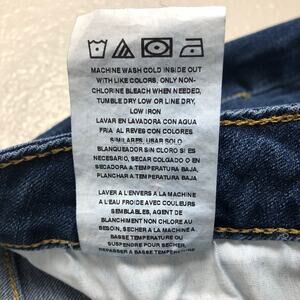 MACHINE WASH COLD INSIDE OUT
WITH LIKE COLORS, ONLY NON-
CHLORINE BLEACH WHEN NEEDED,
TUMBLE DRY LOW OR LINE DRY,
LOW IRON
LAVAR EN LAVADORA CON AGUA
FRIA AL REVES CON COLORES
SIMILARES, USAR SOLO
BLANQUEADOR SIN CLORO SI ES
NECESARIO, SECAR COLGADO O EN
SECADORA A TEMPERATURA BAJA,
PLANCHAR A TEMPERATURA BAJA,
LAVER A L'ENVERS A LA MACHINE
A L'EAU FROIDE AVEC COULEURS
SEMBLABLES, AGENT DE
BLANCHIMENT NON CHLORE AU
BESOIN, SECHER A LA MACHINE A
BASSE TEMPERATURE OU
SUSPENDRE POUR SECHER,
REPASSER A BASSE TEMPERATURE